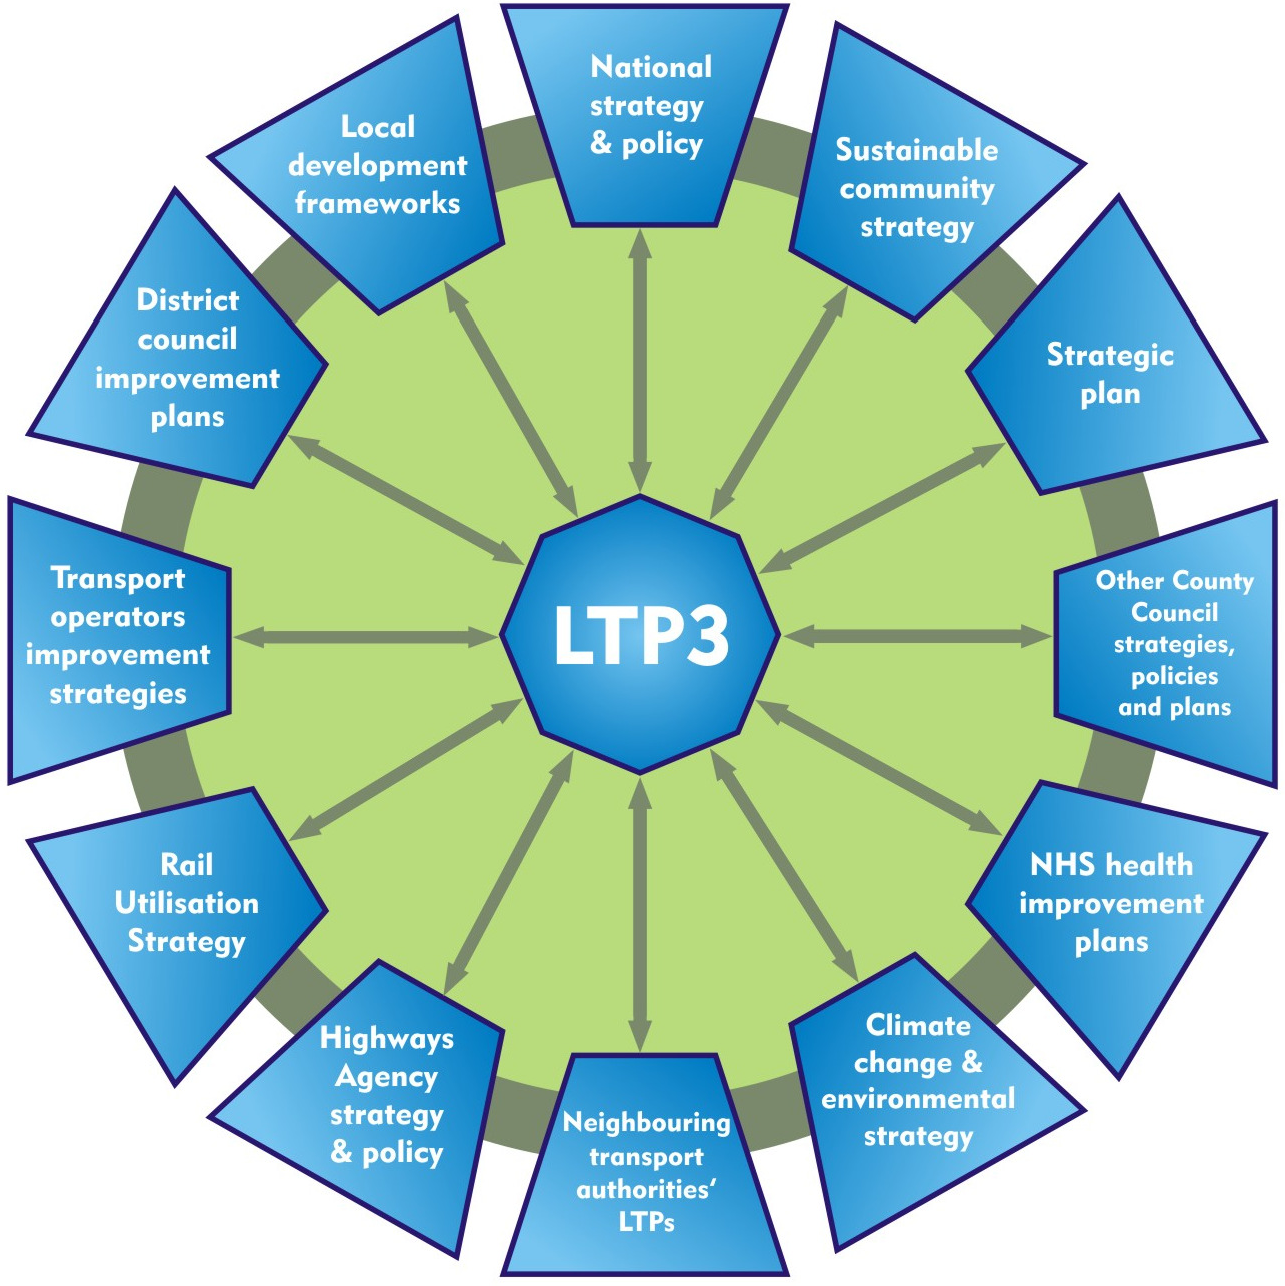 National
strategy
& policy
Sustainable
community
strategy
Strategic
plan
Other County
Council
strategies,
policies
and plans
NHS health
improvement
plans
Climate
change &
environmental
strategy
Neighbouring
transport
authorities‘
LTPs
Highways
Agency
strategy
& policy
Rail
Utilisation
Strategy
Transport
operators
improvement
strategies
District
council
improvement
plans
Local
development
frameworks
LTP3